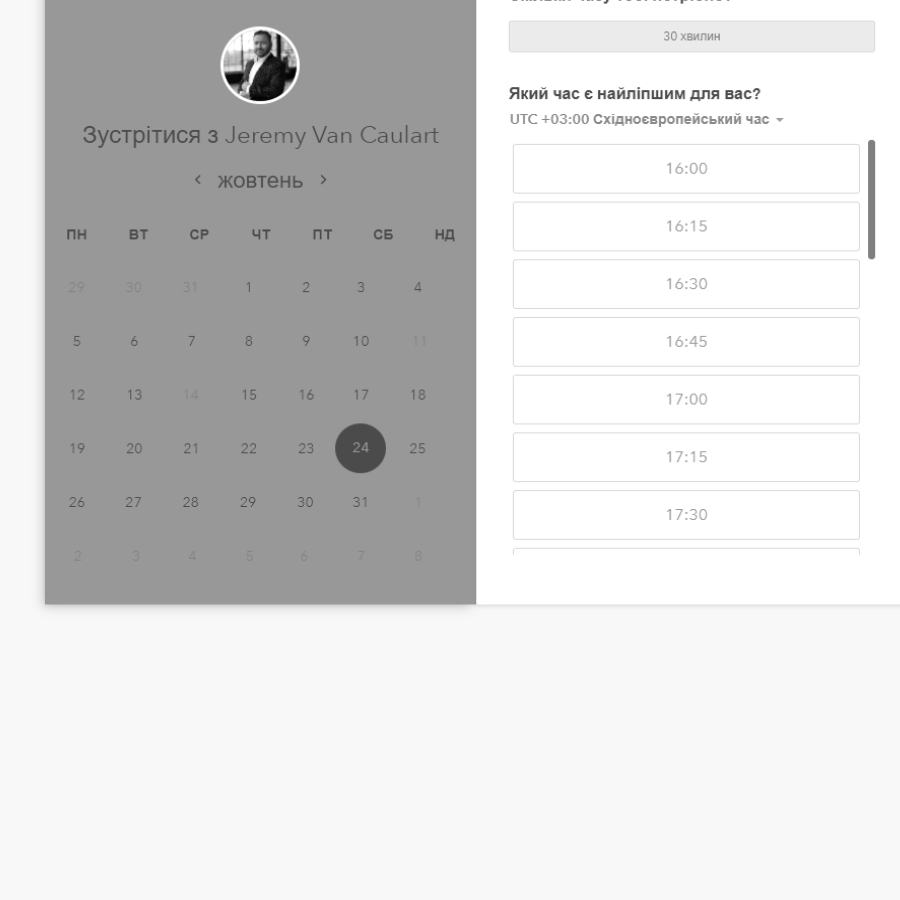 Зустрітися з Jeremy Van Caulart
жовтень
ПН ВТ СР ЧТ ПТ СБ НД
29 30 31 1 2 3 4
5 6 7 8 9 10 11
12 13 14 15 16 17 18
19 20 21 22 23 24 25
26 27 28 29 30 31 1
2 3 4 5 6 7 8
30 хвилин
Який час є найліпшим для вас?
UTC +03:00 Східноєвропейський час
16:00
16:15
16:30
16:45
17:00
17:15
17:30